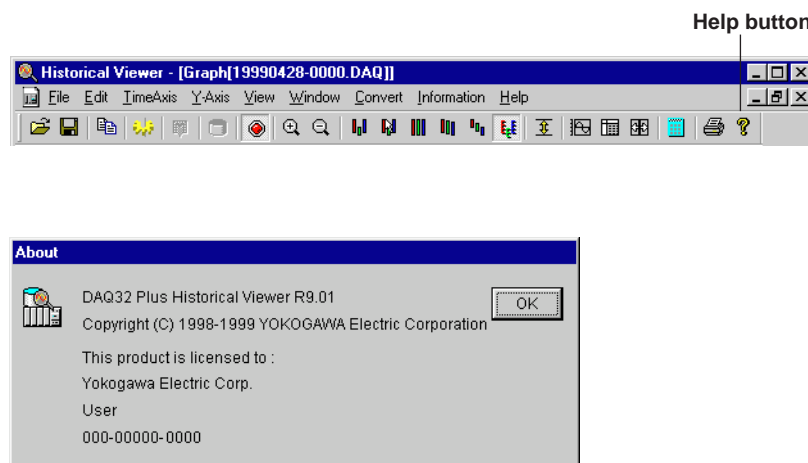 Help button
Historical Viewer - [Graph[19990428-0000.DAQ]]
File Edit TimeAxis Y-Axis View Window Convert Information Help
About
DAQ32 Plus Historical Viewer R9.01
OK
Copyright (C) 1998-1999 YOKOGAWA Electric Corporation
This product is licensed to :
Yokogawa Electric Corp.
User
000-00000-0000